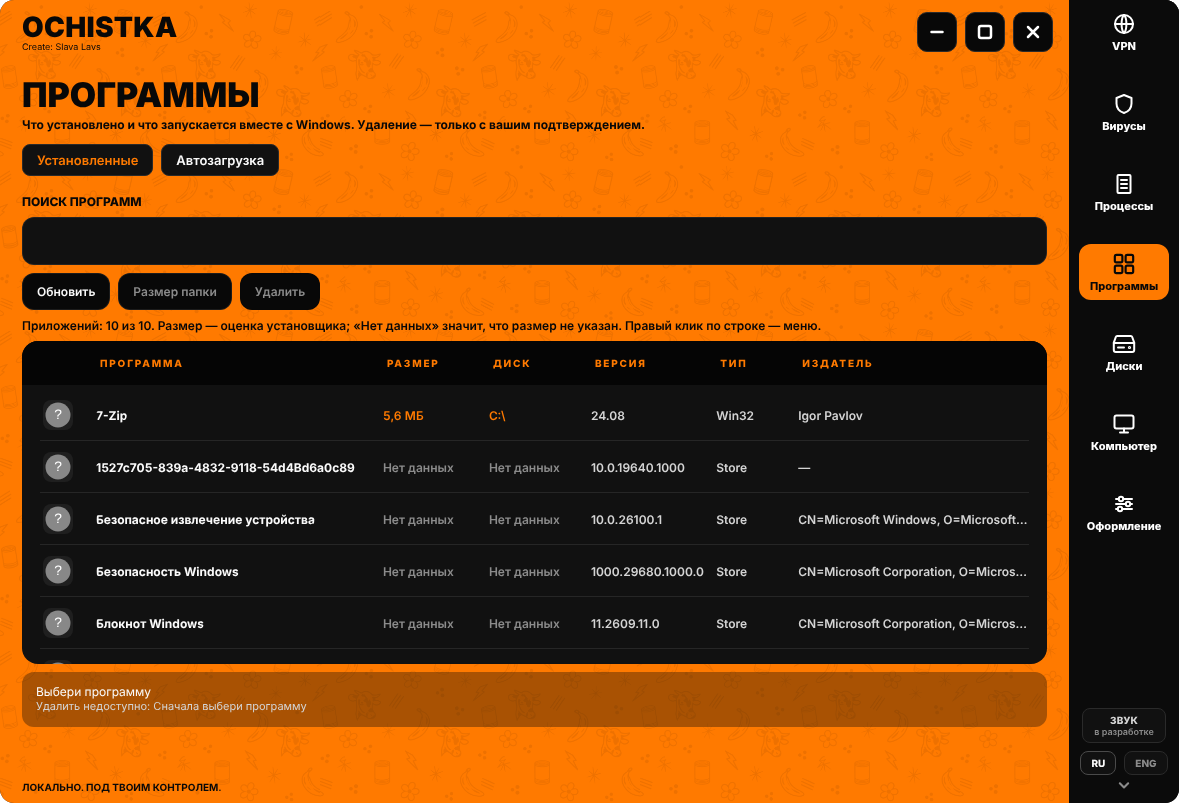 OCHISTKA
Create: Slava Lavs
ПРОГРАММЫ
Что установлено и что запускается вместе с Windows. Удаление — только с вашим подтверждением.
Установленные Автозагрузка
ПОИСК ПРОГРАММ
Обновить Размер папки Удалить
Приложений: 10 из 10. Размер — оценка установщика; «Нет данных» значит, что размер не указан. Правый клик по строке — меню.
ПРОГРАММА РАЗМЕР ДИСК ВЕРСИЯ ТИП ИЗДАТЕЛЬ
? 7-Zip 5,6 МБ C:\ 24.08 Win32 Igor Pavlov
? 1527c705-839a-4832-9118-54d4Bd6a0c89 Нет данных Нет данных 10.0.19640.1000 Store —
? Безопасное извлечение устройства Нет данных Нет данных 10.0.26100.1 Store CN=Microsoft Windows, O=Microsoft...
? Безопасность Windows Нет данных Нет данных 1000.29680.1000.0 Store CN=Microsoft Corporation, O=Micros...
? Блокнот Windows Нет данных Нет данных 11.2609.11.0 Store CN=Microsoft Corporation, O=Micros...
Выбери программу
Удалить недоступно: Сначала выбери программу
ЛОКАЛЬНО. ПОД ТВОИМ КОНТРОЛЕМ.
VPN
Вирусы
Процессы
Программы
Диски
Компьютер
Оформление
ЗВУК
в разработке
RU ENG